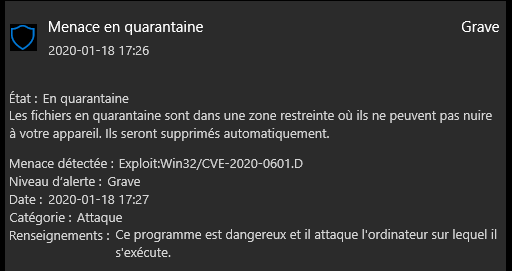 Menace en quarantaine
Grave
2020-01-18 17:26
État : En quarantaine
Les fichiers en quarantaine sont dans une zone restreinte où ils ne peuvent pas nuire
à votre appareil. Ils seront supprimés automatiquement.
Menace détectée : Exploit:Win32/CVE-2020-0601.D
Niveau d'alerte : Grave
Date : 2020-01-18 17:27
Catégorie : Attaque
Renseignements : Ce programme est dangereux et il attaque l'ordinateur sur lequel il
s'exécute.